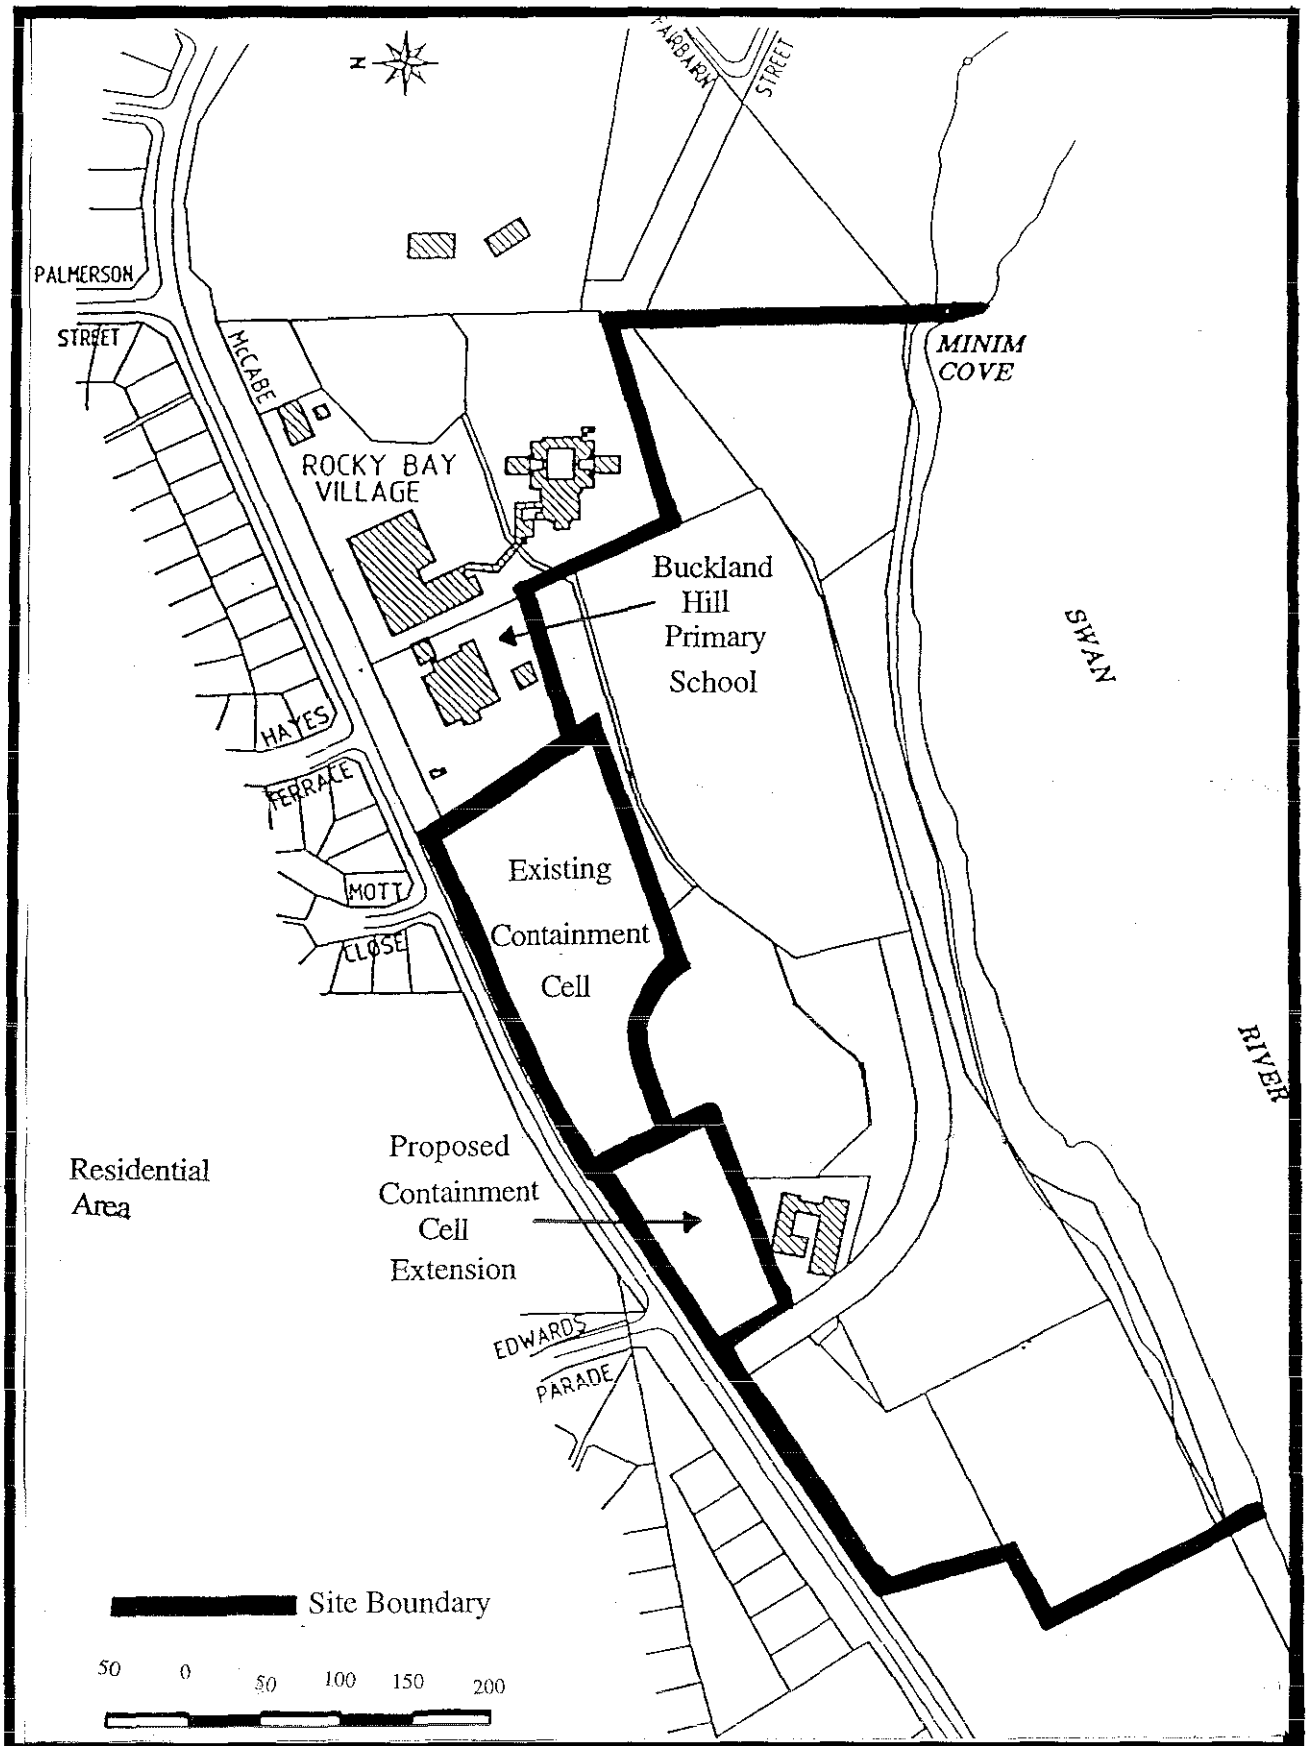 FAIRBAIRN
STREET
N
PALMERSON
STREET
McCABE
MINIM
COVE
ROCKY BAY
VILLAGE
Buckland
Hill
Primary
School
SWAN
HAYES
TERRACE
Existing
Containment
Cell
MOTT
CLOSE
RIVER
Proposed
Containment
Cell
Extension
Residential
Area
EDWARDS
PARADE
Site Boundary
50 0 50 100 150 200